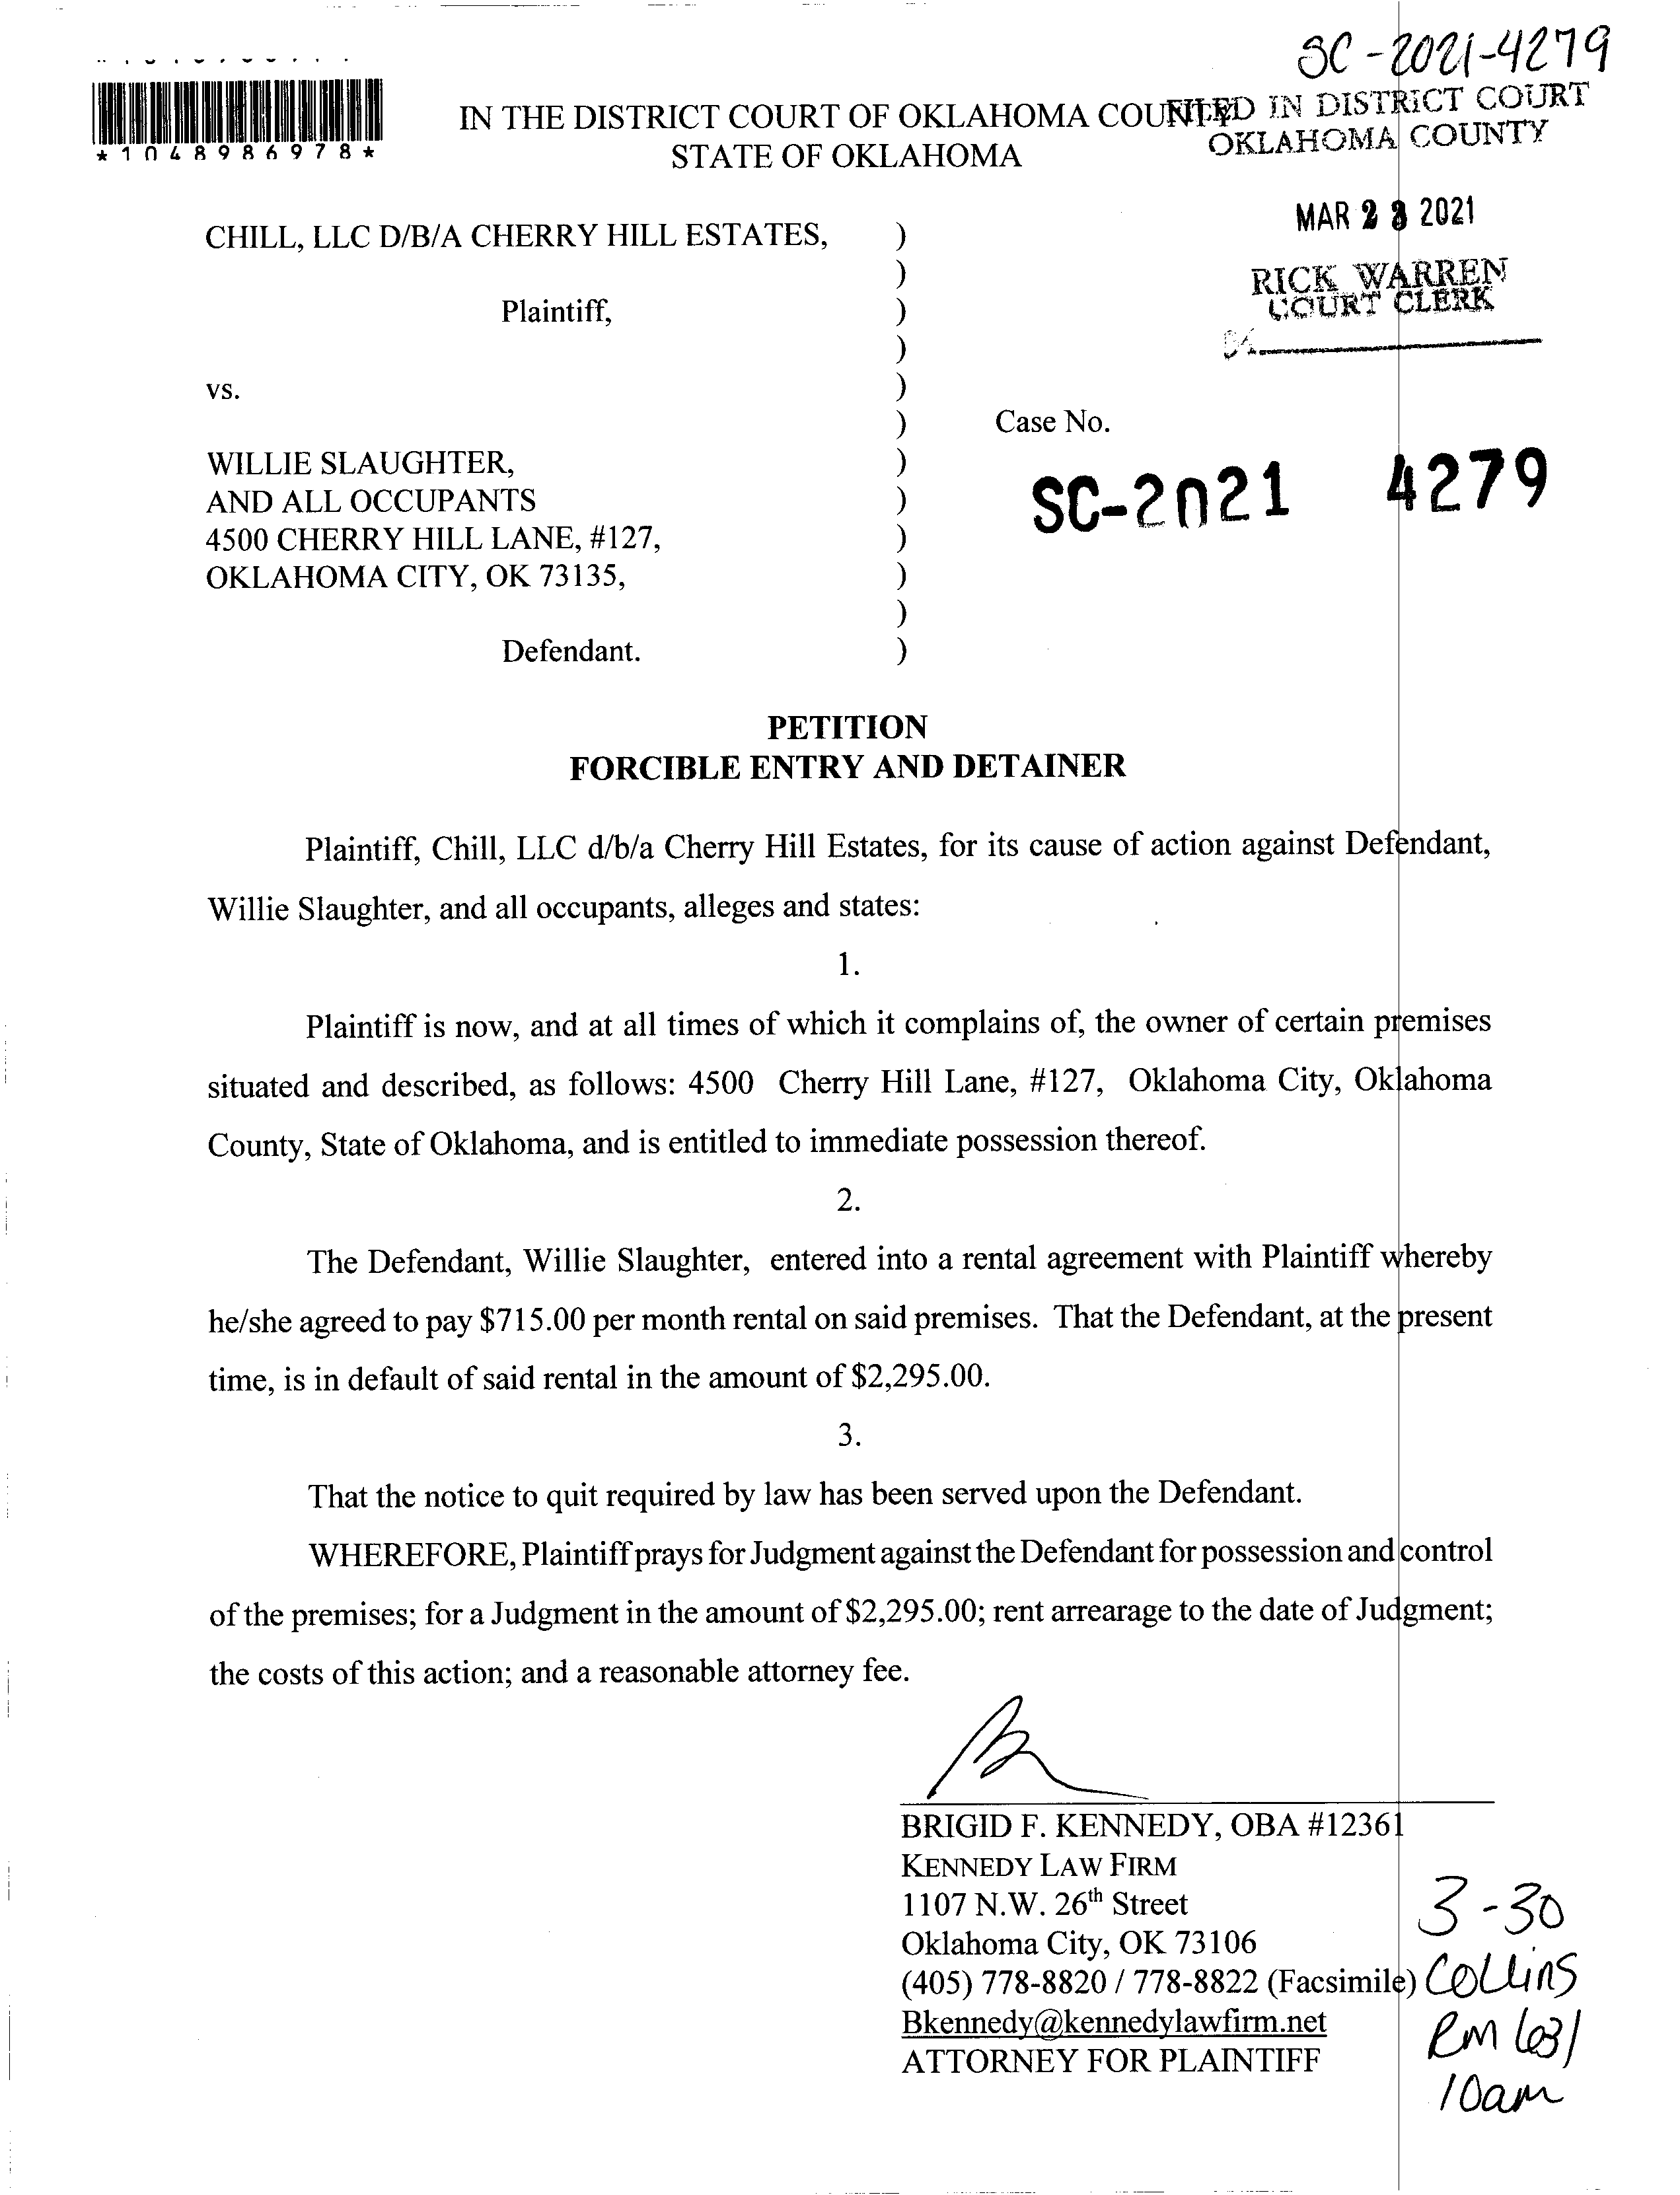 SC-2021-4279
*1048986978*
IN THE DISTRICT COURT OF OKLAHOMA COUNTY
STATE OF OKLAHOMA
FILED IN DISTRICT COURT
OKLAHOMA COUNTY
MAR 23 2021
RICK WARREN
COURT CLERK
CHILL, LLC D/B/A CHERRY HILL ESTATES, )
)
Plaintiff, )
)
vs. )
) Case No.
WILLIE SLAUGHTER, )
AND ALL OCCUPANTS )
4500 CHERRY HILL LANE, #127, )
OKLAHOMA CITY, OK 73135, )
)
Defendant. )
SC-2021 4279
PETITION
FORCIBLE ENTRY AND DETAINER
Plaintiff, Chill, LLC d/b/a Cherry Hill Estates, for its cause of action against Defendant,
Willie Slaughter, and all occupants, alleges and states:
1.
Plaintiff is now, and at all times of which it complains of, the owner of certain premises
situated and described, as follows: 4500 Cherry Hill Lane, #127, Oklahoma City, Oklahoma
County, State of Oklahoma, and is entitled to immediate possession thereof.
2.
The Defendant, Willie Slaughter, entered into a rental agreement with Plaintiff whereby
he/she agreed to pay $715.00 per month rental on said premises. That the Defendant, at the present
time, is in default of said rental in the amount of $2,295.00.
3.
That the notice to quit required by law has been served upon the Defendant.
WHEREFORE, Plaintiff prays for Judgment against the Defendant for possession and control
of the premises; for a Judgment in the amount of $2,295.00; rent arrearage to the date of Judgment;
the costs of this action; and a reasonable attorney fee.
BRIGID F. KENNEDY, OBA #12361
KENNEDY LAW FIRM
1107 N.W. 26th Street
Oklahoma City, OK 73106
(405) 778-8820 / 778-8822 (Facsimile)
Bkennedy@kennedylawfirm.net
ATTORNEY FOR PLAINTIFF
3-30
Collins
RM 631
10am